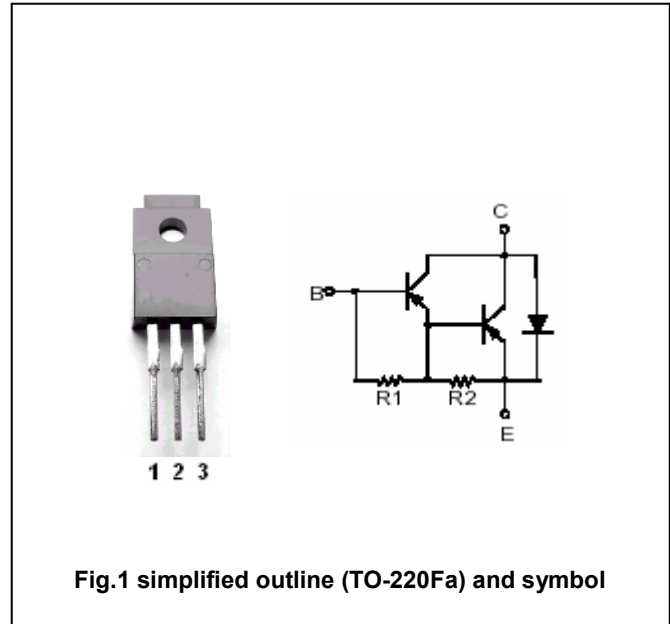 C
B
R1 R2
E
1 2 3
Fig.1 simplified outline (TO-220Fa) and symbol